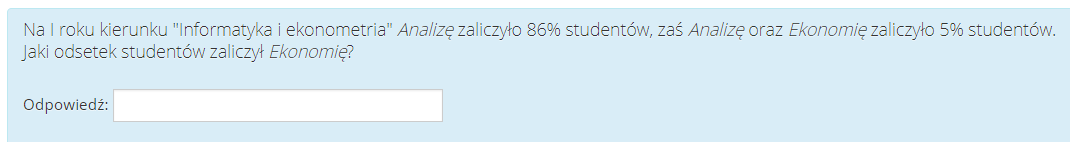 Na I roku kierunku "Informatyka i ekonometria" Analizę zaliczyło 86% studentów, zaś Analizę oraz Ekonomię zaliczyło 5% studentów.
Jaki odsetek studentów zaliczył Ekonomię?
Odpowiedź: